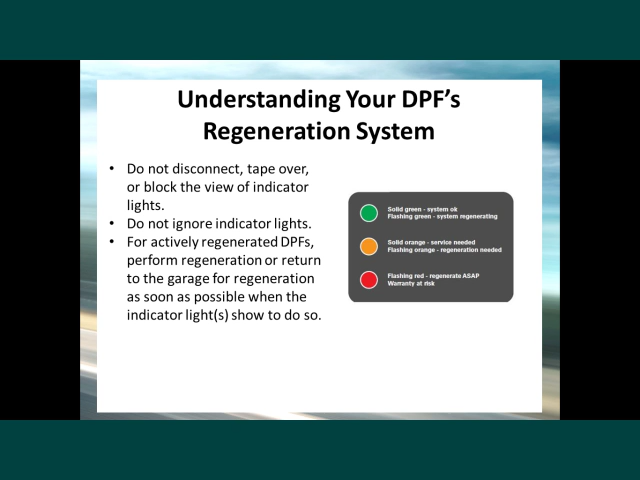 Understanding Your DPF's
Regeneration System
• Do not disconnect, tape over,
or block the view of indicator
lights.
• Do not ignore indicator lights.
• For actively regenerated DPFs,
perform regeneration or return
to the garage for regeneration
as soon as possible when the
indicator light(s) show to do so.
Solid green - system ok
Flashing green - system regenerating
Solid orange - service needed
Flashing orange - regeneration needed
Flashing red - regenerate ASAP
Warranty at risk